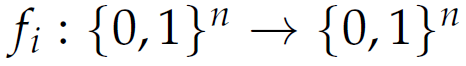 f_i : {0, 1}^n → {0, 1}^n